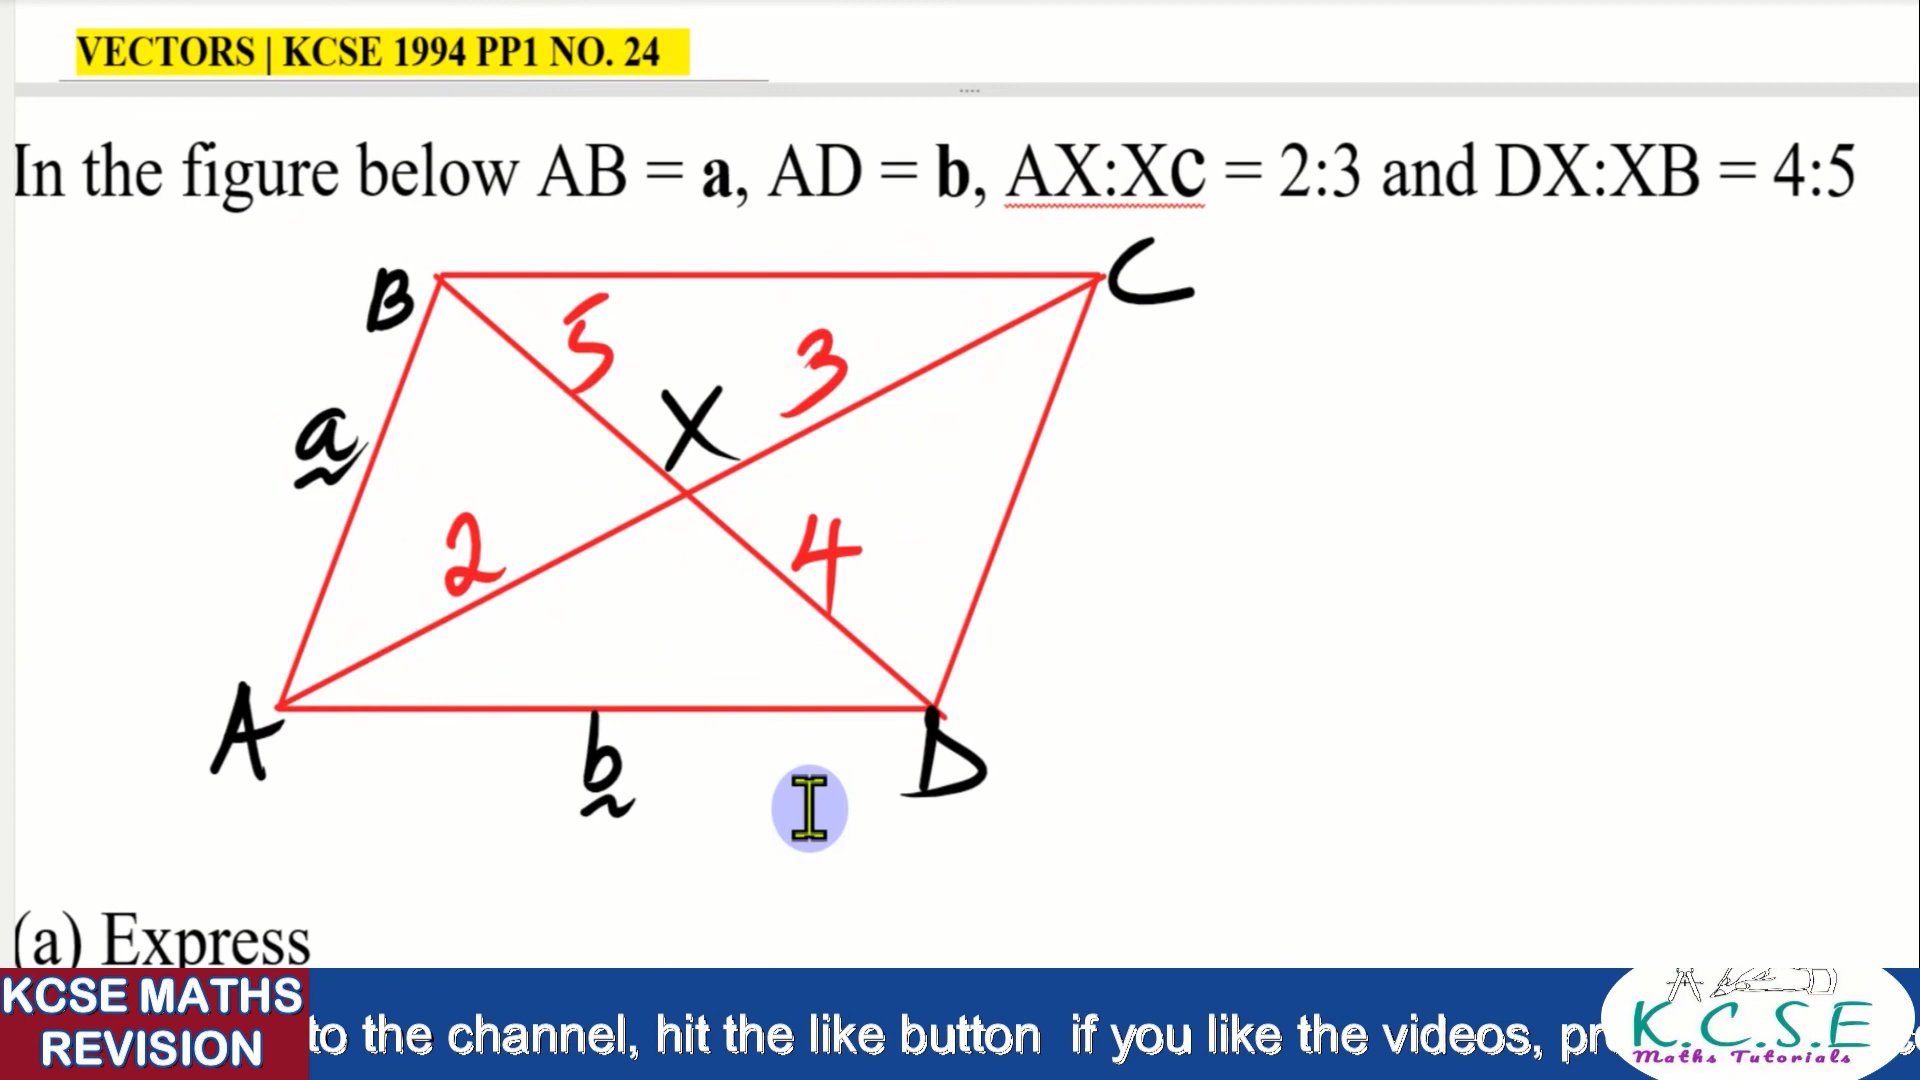 VECTORS | KCSE 1994 PP1 NO. 24
In the figure below AB = a, AD = b, AX:XC = 2:3 and DX:XB = 4:5
B
C
5
3
X
a
2
4
A
b
D
(a) Express
KCSE MATHS
REVISION
to the channel, hit the like button if you like the videos, pr
K.C.S.E
Maths Tutorials